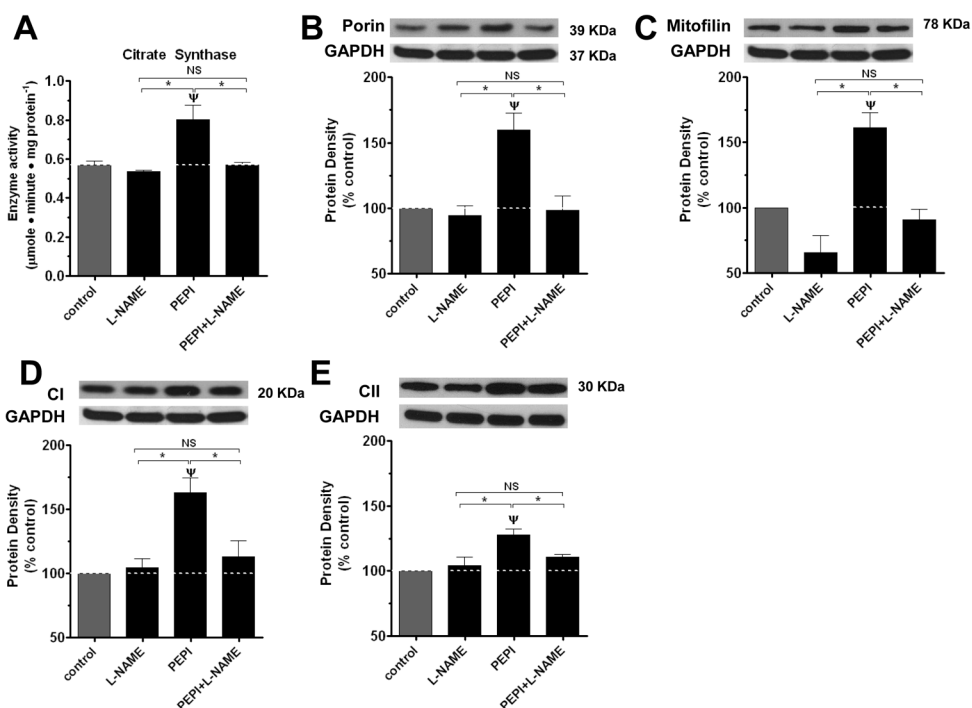 A
Citrate Synthase
NS
* *
Ψ
Enzyme activity
(μmole • minute • mg protein⁻¹)
1.0
0.8
0.6
0.4
0.2
0.0
control
L-NAME
PEPI
PEPI+L-NAME
B
Porin
39 KDa
GAPDH
37 KDa
NS
* *
Ψ
Protein Density
(% control)
200
150
100
50
control
L-NAME
PEPI
PEPI+L-NAME
C
Mitofilin
78 KDa
GAPDH
NS
* *
Ψ
Protein Density
(% control)
200
150
100
50
control
L-NAME
PEPI
PEPI+L-NAME
D
CI
20 KDa
GAPDH
NS
* *
Ψ
Protein Density
(% control)
200
150
100
50
control
L-NAME
PEPI
PEPI+L-NAME
E
CII
30 KDa
GAPDH
NS
* *
Ψ
Protein Density
(% control)
200
150
100
50
control
L-NAME
PEPI
PEPI+L-NAME